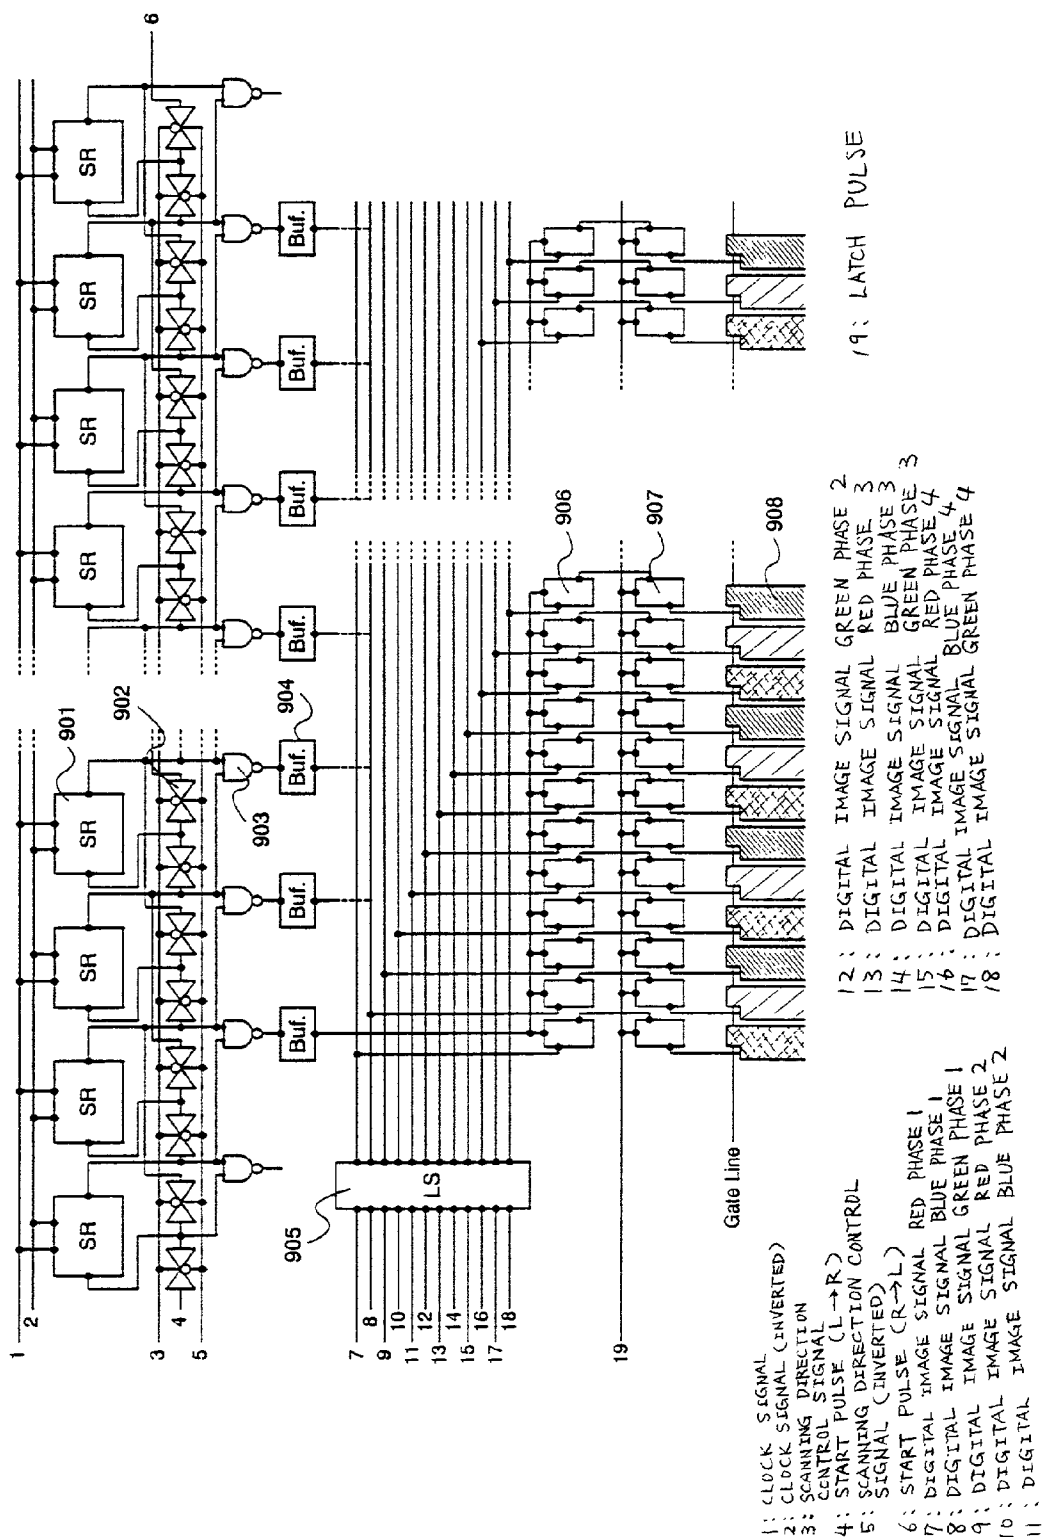 1
2
3
4
5
6
901
902
903
904
SR
SR
SR
SR
SR
SR
SR
SR
Buf.
Buf.
Buf.
Buf.
Buf.
Buf.
Buf.
905
LS
7
8
9
10
11
12
13
14
15
16
17
18
906
907
908
19
Gate Line
1: CLOCK SIGNAL
2: CLOCK SIGNAL (INVERTED)
3: SCANNING DIRECTION
CONTROL SIGNAL
4: START PULSE (L→R)
5: SCANNING DIRECTION CONTROL
SIGNAL (INVERTED)
6: START PULSE (R→L)
7: DIGITAL IMAGE SIGNAL RED PHASE 1
8: DIGITAL IMAGE SIGNAL BLUE PHASE 1
9: DIGITAL IMAGE SIGNAL GREEN PHASE 1
10: DIGITAL IMAGE SIGNAL RED PHASE 2
11: DIGITAL IMAGE SIGNAL BLUE PHASE 2
12: DIGITAL IMAGE SIGNAL GREEN PHASE 2
13: DIGITAL IMAGE SIGNAL RED PHASE 3
14: DIGITAL IMAGE SIGNAL BLUE PHASE 3
15: DIGITAL IMAGE SIGNAL GREEN PHASE 3
16: DIGITAL IMAGE SIGNAL RED PHASE 4
17: DIGITAL IMAGE SIGNAL BLUE PHASE 4
18: DIGITAL IMAGE SIGNAL GREEN PHASE 4
19: LATCH PULSE